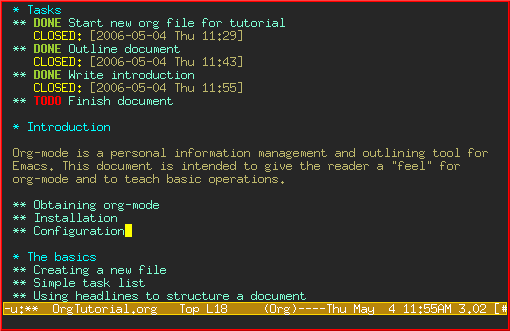 * Tasks
** DONE Start new org file for tutorial
CLOSED: [2006-05-04 Thu 11:29]
** DONE Outline document
CLOSED: [2006-05-04 Thu 11:43]
** DONE Write introduction
CLOSED: [2006-05-04 Thu 11:55]
** TODO Finish document
* Introduction
Org-mode is a personal information management and outlining tool for
Emacs. This document is intended to give the reader a "feel" for
org-mode and to teach basic operations.
** Obtaining org-mode
** Installation
** Configuration
* The basics
** Creating a new file
** Simple task list
** Using headlines to structure a document
-u:** OrgTutorial.org Top L18 (Org)----Thu May 4 11:55AM 3.02 [#